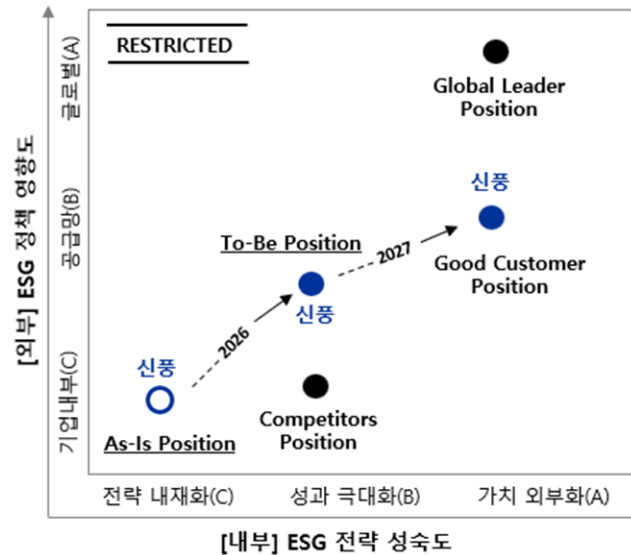 RESTRICTED
글로벌(A)
Global Leader
Position
[외부] ESG 정책 영향도
공급망(B)
신풍
To-Be Position
2027
Good Customer
Position
신풍
2026
기업내부(C)
신풍
As-Is Position
Competitors
Position
전략 내재화(C)
성과 극대화(B)
가치 외부화(A)
[내부] ESG 전략 성숙도